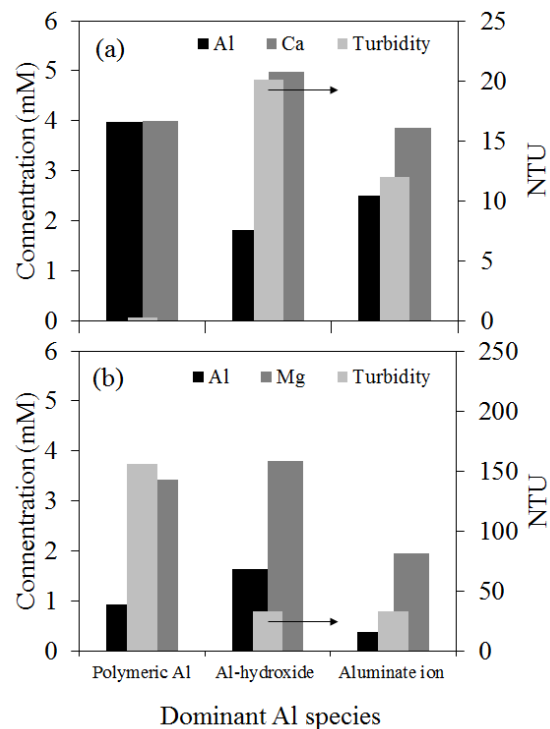 (a)
Al Ca Turbidity
Connentration (mM)
6
5
4
3
2
1
0
25
20
15
10
5
0
NTU
(b)
Al Mg Turbidity
Connentration (mM)
6
5
4
3
2
1
0
250
200
150
100
50
0
NTU
Polymeric Al Al-hydroxide Aluminate ion
Dominant Al species